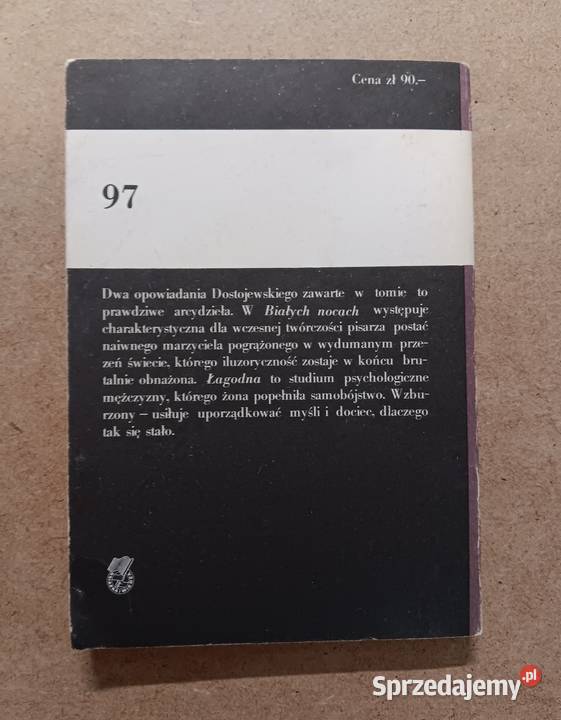 Cena zł 90.–
97
Dwa opowiadania Dostojewskiego zawarte w tomie to
prawdziwe arcydzieła. W Białych nocach występuje
charakterystyczna dla wczesnej twórczości pisarza postać
naiwnego marzyciela pogrążonego w wydumanym prze-
zeń świecie, którego iluzoryczność zostaje w końcu bru-
talnie obnażona. Łagodna to studium psychologiczne
mężczyzny, którego żona popełniła samobójstwo. Wzbu-
rzony – usiłuje uporządkować myśli i dociec, dlaczego
tak się stało.
Sprzedajemy.pl